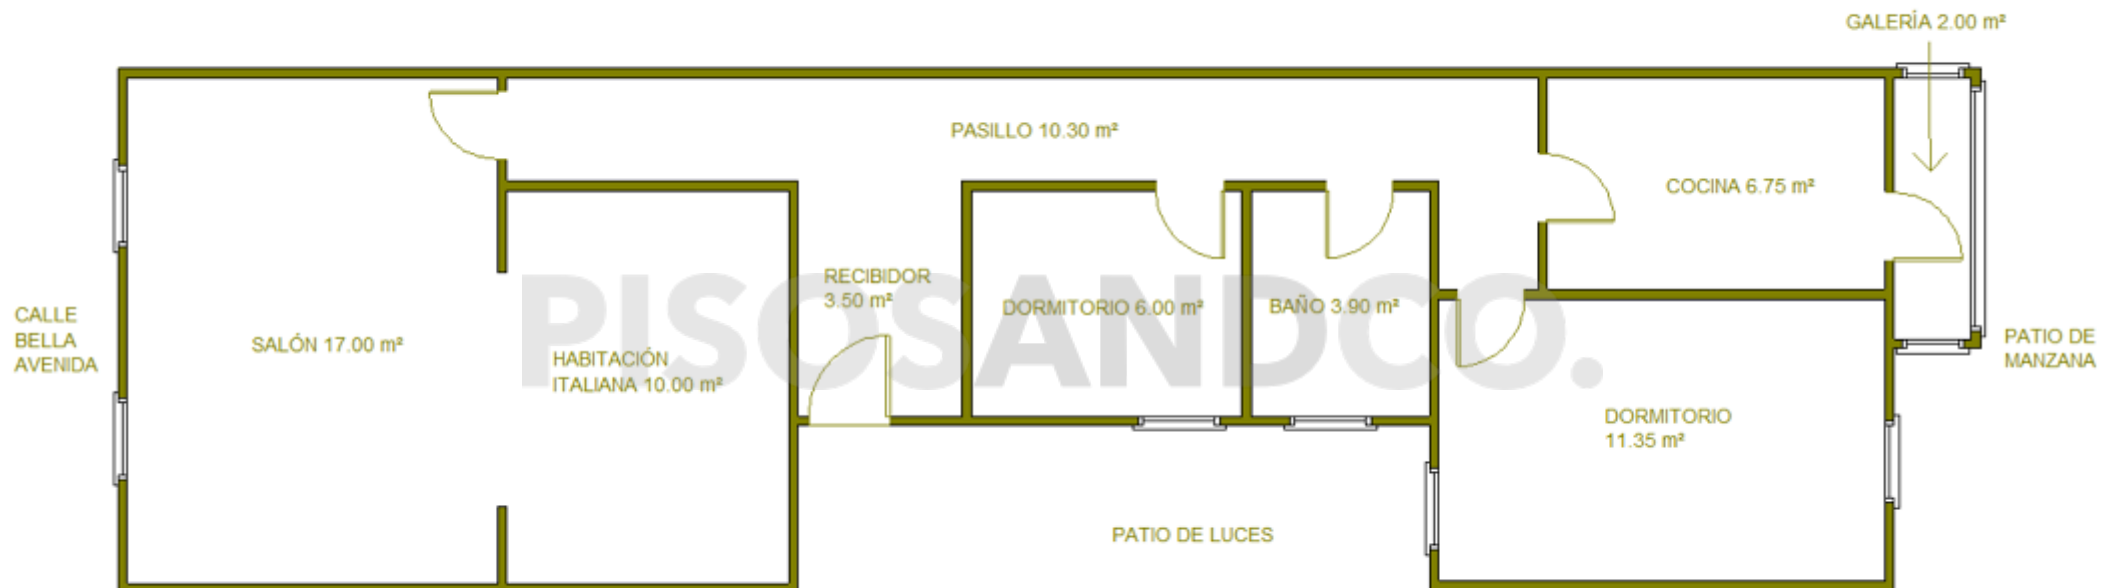 GALERÍA 2.00 m²
PASILLO 10.30 m²
COCINA 6.75 m²
RECIBIDOR
3.50 m²
DORMITORIO 6.00 m²
BAÑO 3.90 m²
CALLE
BELLA
AVENIDA
SALÓN 17.00 m²
HABITACIÓN
ITALIANA 10.00 m²
PISOSANDCO.
PATIO DE
MANZANA
DORMITORIO
11.35 m²
PATIO DE LUCES